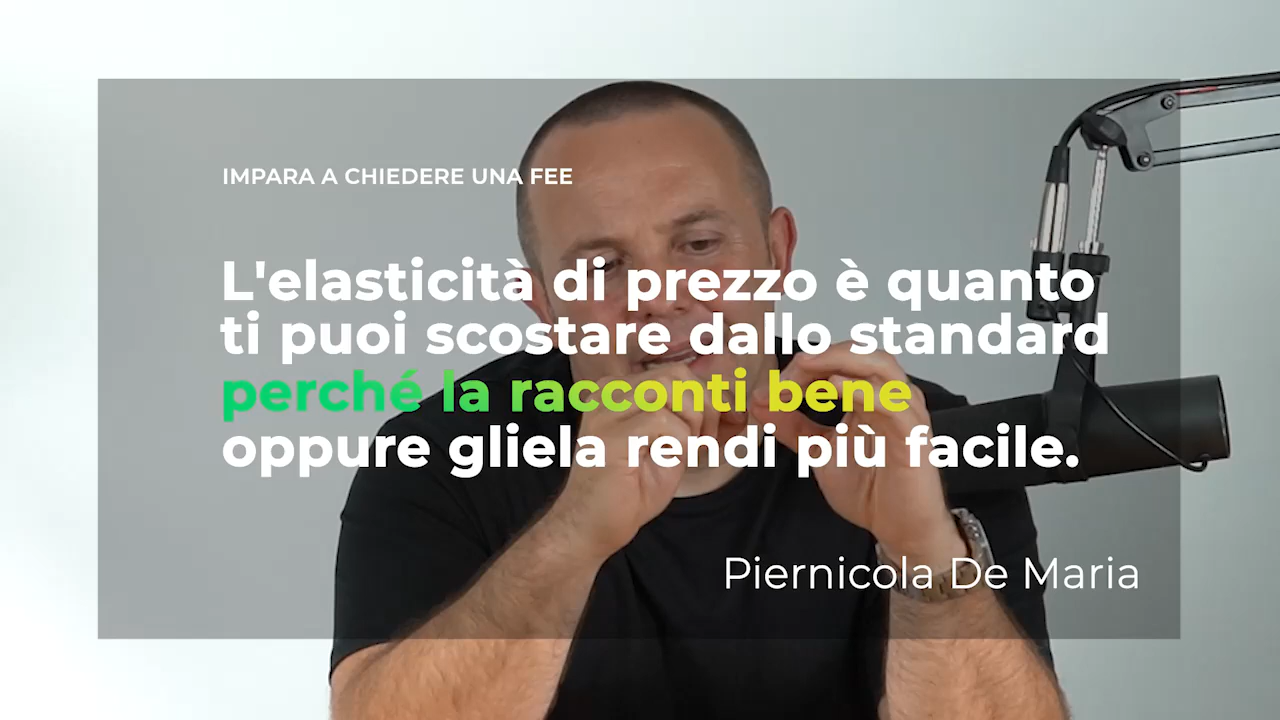 IMPARA A CHIEDERE UNA FEE
L'elasticità di prezzo è quanto
ti puoi scostare dallo standard
perché la racconti bene
oppure gliela rendi più facile.
Piernicola De Maria